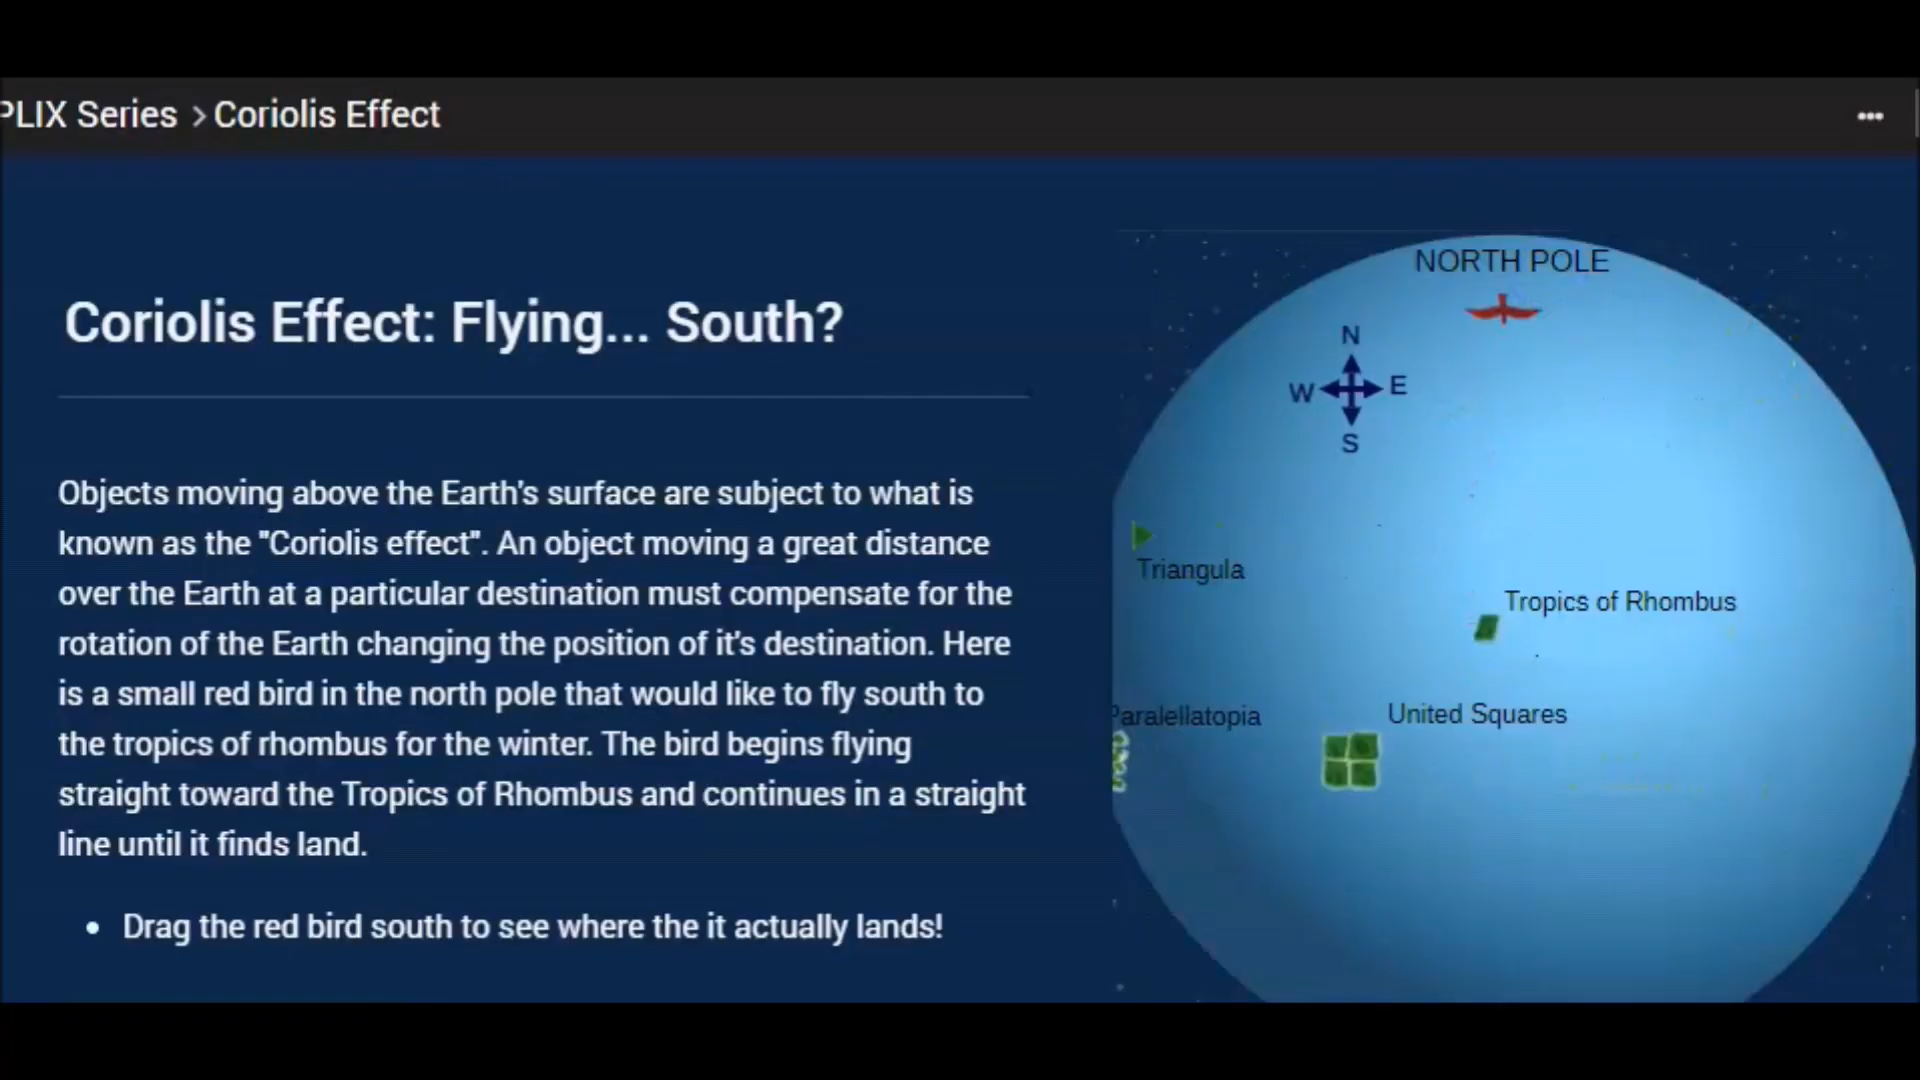 PLIX Series > Coriolis Effect
Coriolis Effect: Flying... South?
Objects moving above the Earth's surface are subject to what is
known as the "Coriolis effect". An object moving a great distance
over the Earth at a particular destination must compensate for the
rotation of the Earth changing the position of it's destination. Here
is a small red bird in the north pole that would like to fly south to
the tropics of rhombus for the winter. The bird begins flying
straight toward the Tropics of Rhombus and continues in a straight
line until it finds land.
• Drag the red bird south to see where the it actually lands!
NORTH POLE
N
W E
S
Triangula
Tropics of Rhombus
Paralellatopia
United Squares